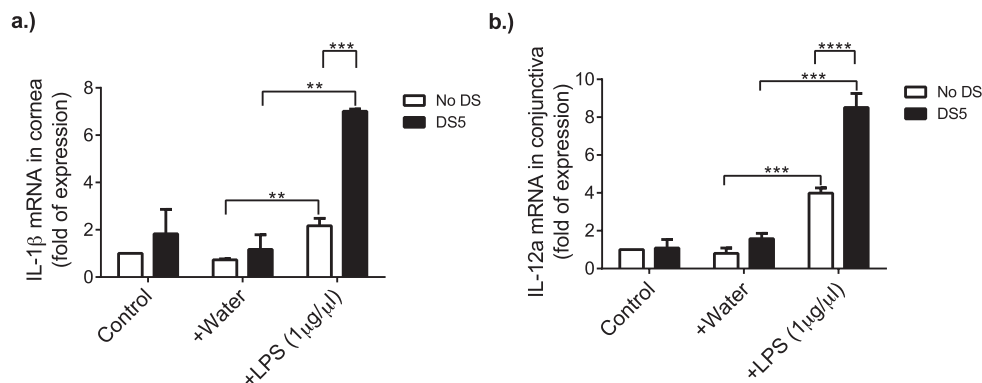 a.)
***
**
**
IL-1β mRNA in cornea
(fold of expression)
8
6
4
2
0
No DS
DS5
Control
+Water
+LPS (1µg/µl)
b.)
****
***
***
IL-12a mRNA in conjunctiva
(fold of expression)
10
8
6
4
2
0
No DS
DS5
Control
+Water
+LPS (1µg/µl)